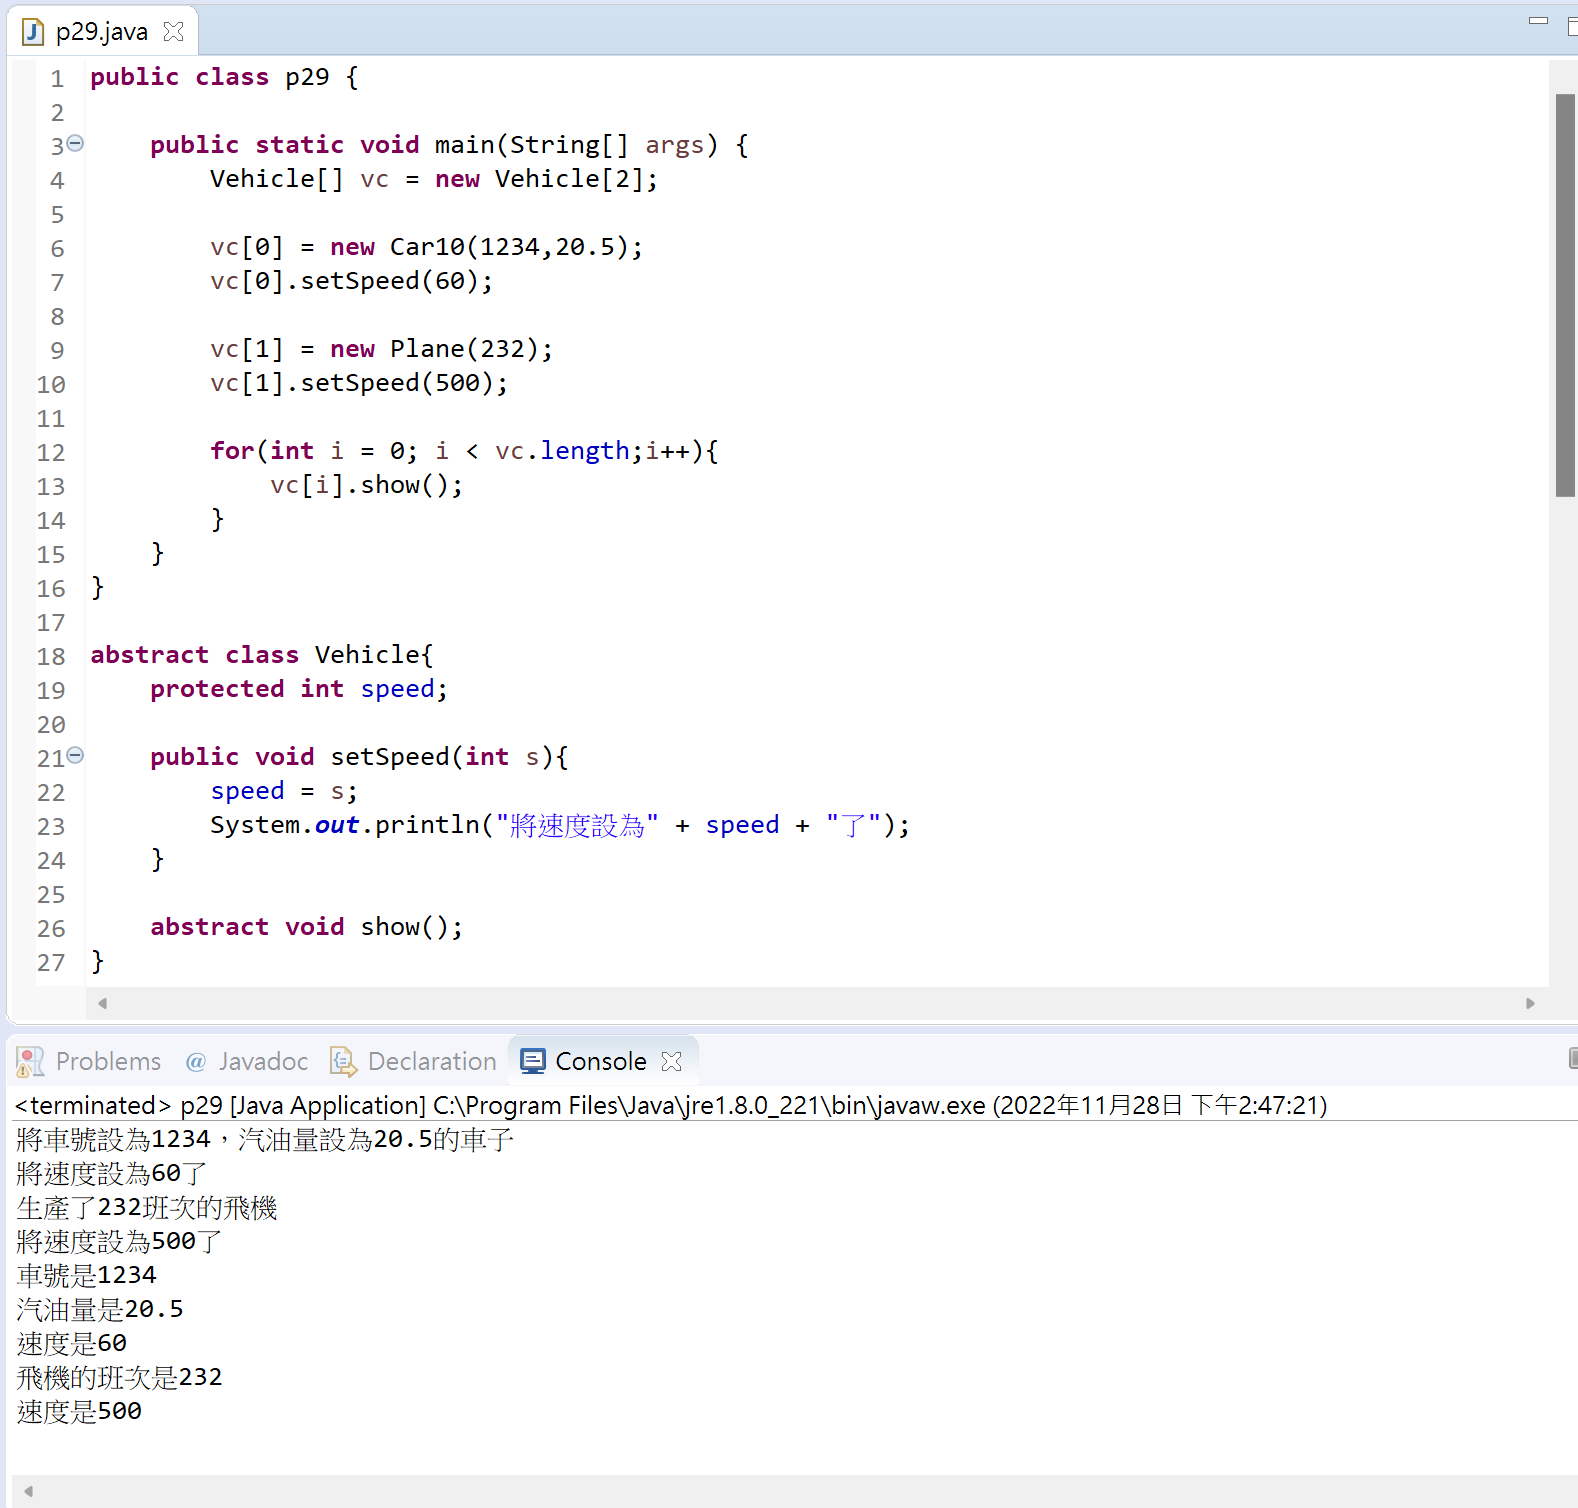 p29.java
1 public class p29 {
2
3     public static void main(String[] args) {
4         Vehicle[] vc = new Vehicle[2];
5
6         vc[0] = new Car10(1234,20.5);
7         vc[0].setSpeed(60);
8
9         vc[1] = new Plane(232);
10         vc[1].setSpeed(500);
11
12         for(int i = 0; i < vc.length;i++){
13             vc[i].show();
14         }
15     }
16 }
17
18 abstract class Vehicle{
19     protected int speed;
20
21     public void setSpeed(int s){
22         speed = s;
23         System.out.println("將速度設為" + speed + "了");
24     }
25
26     abstract void show();
27 }
Problems @ Javadoc Declaration Console
<terminated> p29 [Java Application] C:\Program Files\Java\jre1.8.0_221\bin\javaw.exe (2022年11月28日 下午2:47:21)
將車號設為1234，汽油量設為20.5的車子
將速度設為60了
生產了232班次的飛機
將速度設為500了
車號是1234
汽油量是20.5
速度是60
飛機的班次是232
速度是500